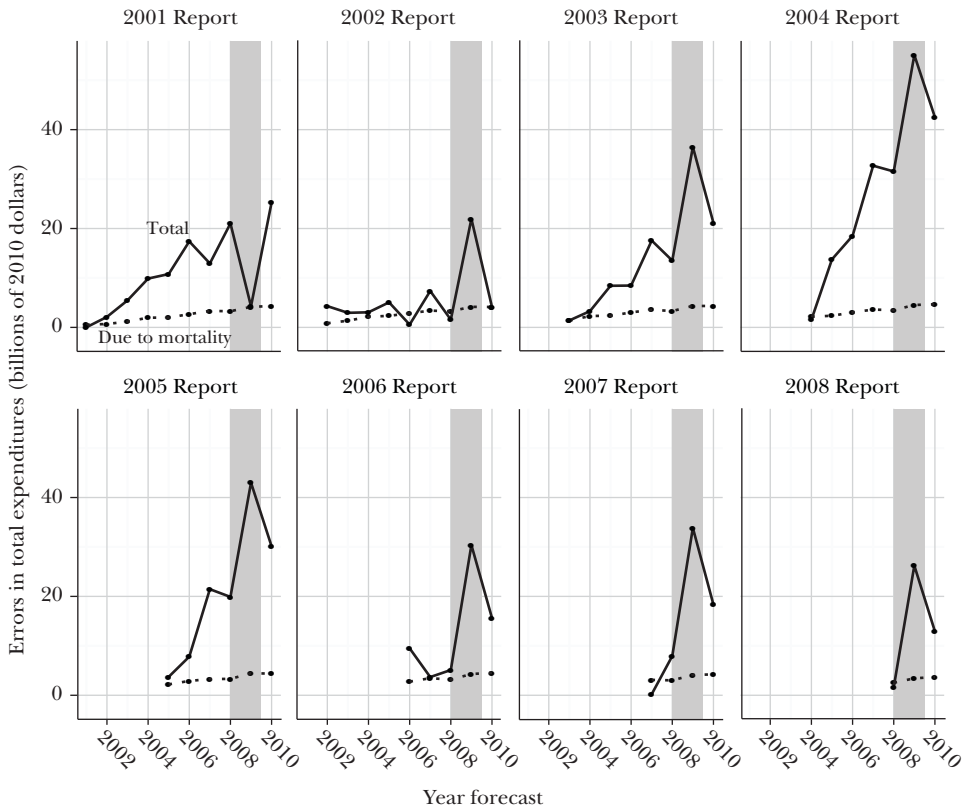 2001 Report 2002 Report 2003 Report 2004 Report
40
20
0
Total
Due to mortality
2005 Report 2006 Report 2007 Report 2008 Report
40
20
0
Errors in total expenditures (billions of 2010 dollars)
2002 2004 2006 2008 2010 2002 2004 2006 2008 2010 2002 2004 2006 2008 2010 2002 2004 2006 2008 2010
Year forecast